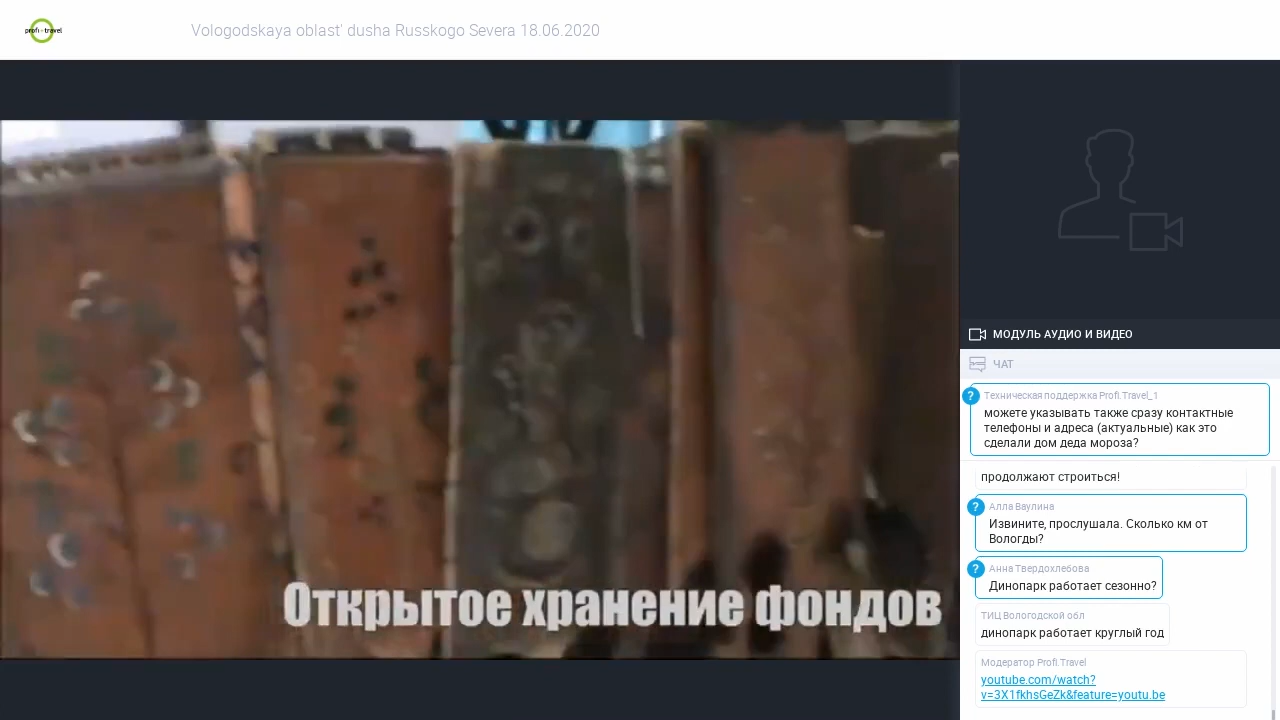 profi travel
Vologodskaya oblast' dusha Russkogo Severa 18.06.2020
Открытое хранение фондов
МОДУЛЬ АУДИО И ВИДЕО
ЧАТ
?
Техническая поддержка Profi.Travel_1
можете указывать также сразу контактные
телефоны и адреса (актуальные) как это
сделали дом деда мороза?
продолжают строиться!
?
Алла Ваулина
Извините, прослушала. Сколько км от
Вологды?
?
Анна Твердохлебова
Динопарк работает сезонно?
ТИЦ Вологодской обл
динопарк работает круглый год
Модератор Profi.Travel
youtube.com/watch?
v=3X1fkhsGeZk&feature=youtu.be